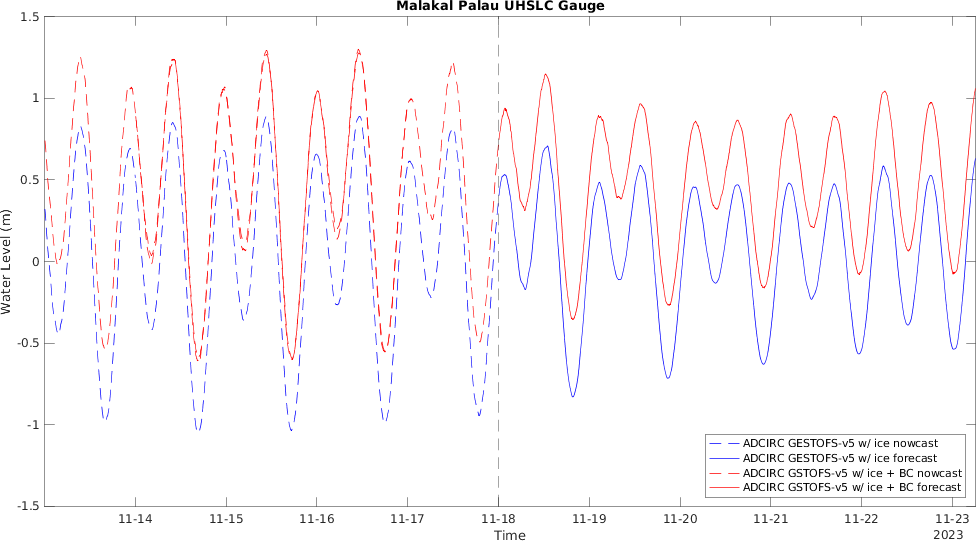 Malakal Palau UHSLC Gauge
1.5
1
0.5
0
-0.5
-1
-1.5
Water Level (m)
ADCIRC GESTOFS-v5 w/ ice nowcast
ADCIRC GESTOFS-v5 w/ ice forecast
ADCIRC GSTOFS-v5 w/ ice + BC nowcast
ADCIRC GSTOFS-v5 w/ ice + BC forecast
11-14 11-15 11-16 11-17 11-18 11-19 11-20 11-21 11-22 11-23
2023
Time